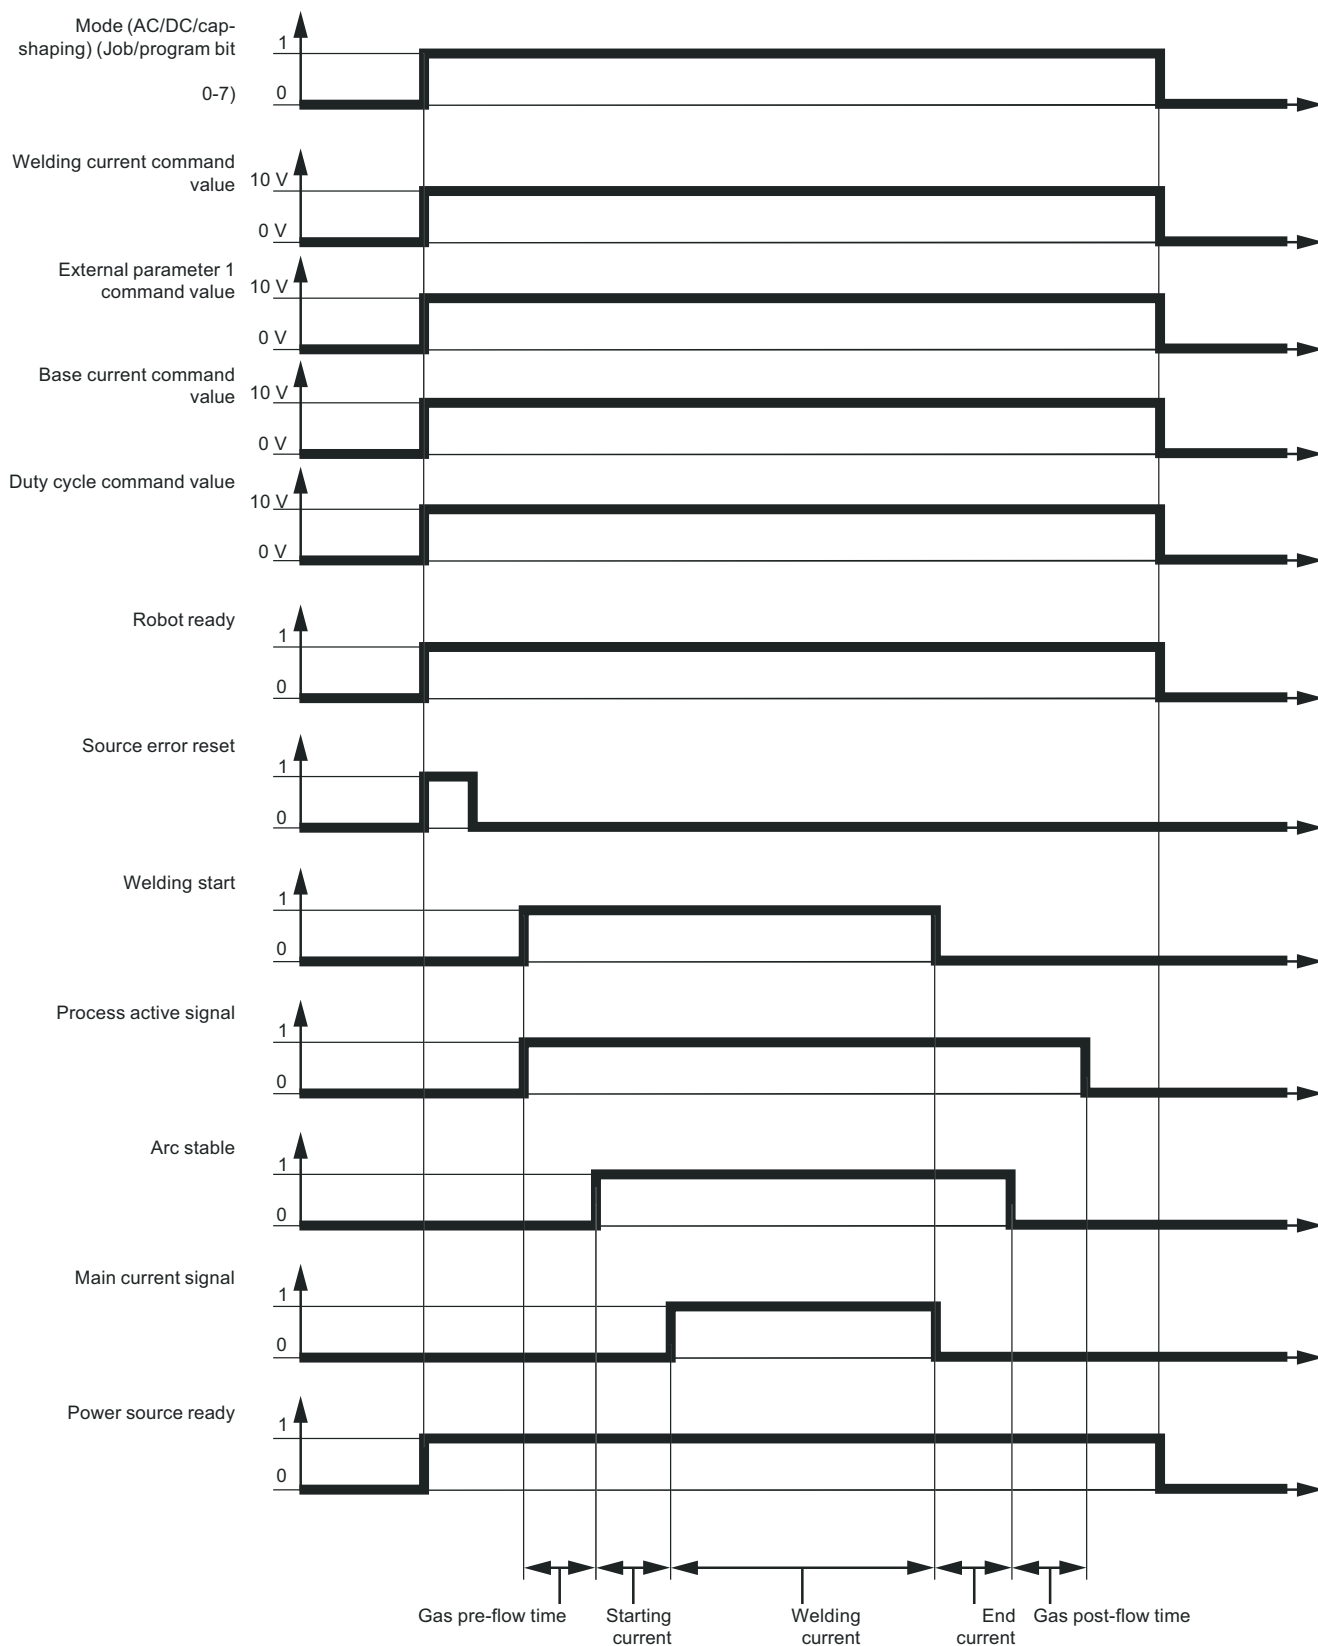 Mode (AC/DC/cap-
shaping) (Job/program bit
0-7)
1
0
Welding current command
value
10 V
0 V
External parameter 1
command value
10 V
0 V
Base current command
value
10 V
0 V
Duty cycle command value
10 V
0 V
Robot ready
1
0
Source error reset
1
0
Welding start
1
0
Process active signal
1
0
Arc stable
1
0
Main current signal
1
0
Power source ready
1
0
Gas pre-flow time
Starting
current
Welding
current
End
current
Gas post-flow time